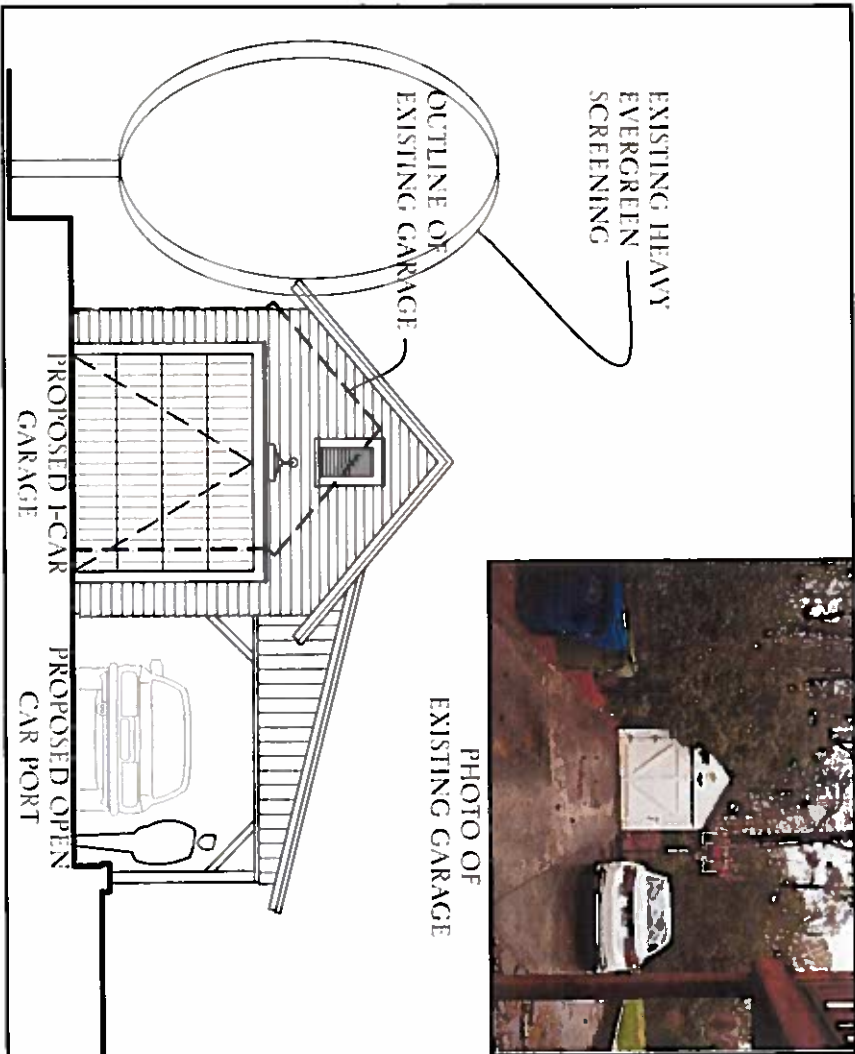 EXISTING HEAVY
EVERGREEN
SCREENING
OUTLINE OF
EXISTING GARAGE
PHOTO OF
EXISTING GARAGE
PROPOSED 1-CAR
GARAGE
PROPOSED OPEN
CAR PORT